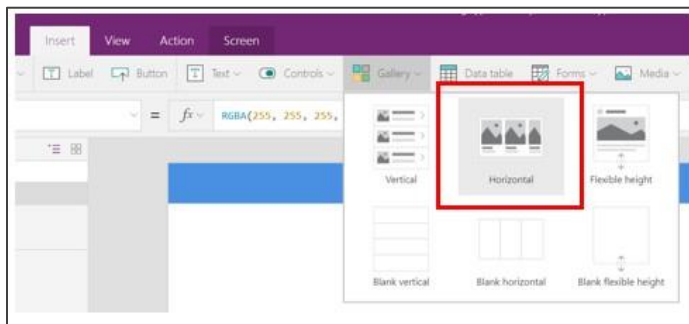 Insert View Action Screen
Label Button Text Controls Gallery Data table Forms Media
= fx RGBA(255, 255, 255,
Vertical Horizontal Flexible height
Blank vertical Blank horizontal Blank flexible height